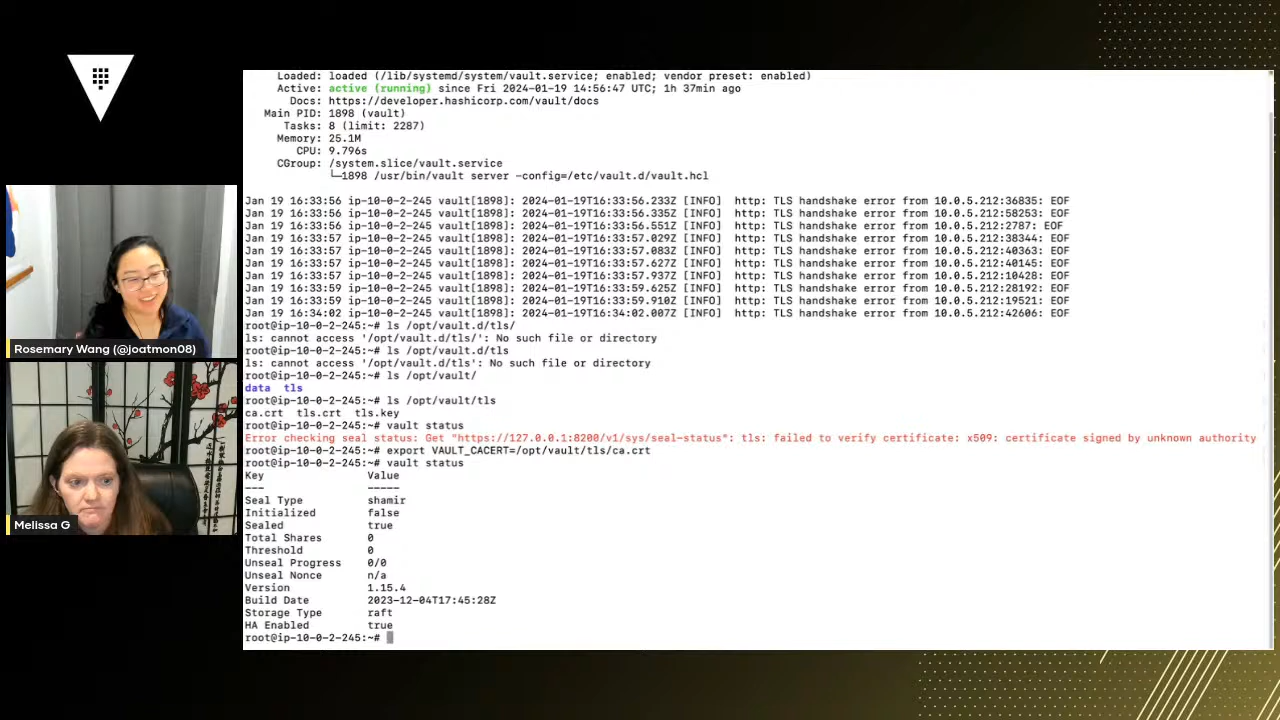 Loaded: loaded (/lib/systemd/system/vault.service; enabled; vendor preset: enabled)
Active: active (running) since Fri 2024-01-19 14:56:47 UTC; 1h 37min ago
Docs: https://developer.hashicorp.com/vault/docs
Main PID: 1898 (vault)
Tasks: 8 (limit: 2287)
Memory: 25.1M
CPU: 9.796s
CGroup: /system.slice/vault.service
└─1898 /usr/bin/vault server -config=/etc/vault.d/vault.hcl
Jan 19 16:33:56 ip-10-0-2-245 vault[1898]: 2024-01-19T16:33:56.233Z [INFO]  http: TLS handshake error from 10.0.5.212:36835: EOF
Jan 19 16:33:56 ip-10-0-2-245 vault[1898]: 2024-01-19T16:33:56.335Z [INFO]  http: TLS handshake error from 10.0.5.212:58253: EOF
Jan 19 16:33:56 ip-10-0-2-245 vault[1898]: 2024-01-19T16:33:56.551Z [INFO]  http: TLS handshake error from 10.0.5.212:2787: EOF
Jan 19 16:33:57 ip-10-0-2-245 vault[1898]: 2024-01-19T16:33:57.029Z [INFO]  http: TLS handshake error from 10.0.5.212:38344: EOF
Jan 19 16:33:57 ip-10-0-2-245 vault[1898]: 2024-01-19T16:33:57.083Z [INFO]  http: TLS handshake error from 10.0.5.212:40363: EOF
Jan 19 16:33:57 ip-10-0-2-245 vault[1898]: 2024-01-19T16:33:57.627Z [INFO]  http: TLS handshake error from 10.0.5.212:40145: EOF
Jan 19 16:33:57 ip-10-0-2-245 vault[1898]: 2024-01-19T16:33:57.937Z [INFO]  http: TLS handshake error from 10.0.5.212:10428: EOF
Jan 19 16:33:59 ip-10-0-2-245 vault[1898]: 2024-01-19T16:33:59.625Z [INFO]  http: TLS handshake error from 10.0.5.212:28192: EOF
Jan 19 16:33:59 ip-10-0-2-245 vault[1898]: 2024-01-19T16:33:59.910Z [INFO]  http: TLS handshake error from 10.0.5.212:19521: EOF
Jan 19 16:34:02 ip-10-0-2-245 vault[1898]: 2024-01-19T16:34:02.007Z [INFO]  http: TLS handshake error from 10.0.5.212:42606: EOF
root@ip-10-0-2-245:~# ls /opt/vault.d/tls/
ls: cannot access '/opt/vault.d/tls/': No such file or directory
root@ip-10-0-2-245:~# ls /opt/vault.d/tls
ls: cannot access '/opt/vault.d/tls': No such file or directory
root@ip-10-0-2-245:~# ls /opt/vault/
data  tls
root@ip-10-0-2-245:~# ls /opt/vault/tls
ca.crt  tls.crt  tls.key
root@ip-10-0-2-245:~# vault status
Error checking seal status: Get "https://127.0.0.1:8200/v1/sys/seal-status": tls: failed to verify certificate: x509: certificate signed by unknown authority
root@ip-10-0-2-245:~# export VAULT_CACERT=/opt/vault/tls/ca.crt
root@ip-10-0-2-245:~# vault status
Key                Value
---                -----
Seal Type          shamir
Initialized        false
Sealed             true
Total Shares       0
Threshold          0
Unseal Progress    0/0
Unseal Nonce       n/a
Version            1.15.4
Build Date         2023-12-04T17:45:28Z
Storage Type       raft
HA Enabled         true
root@ip-10-0-2-245:~#
Rosemary Wang (@joatmon08)
Melissa G